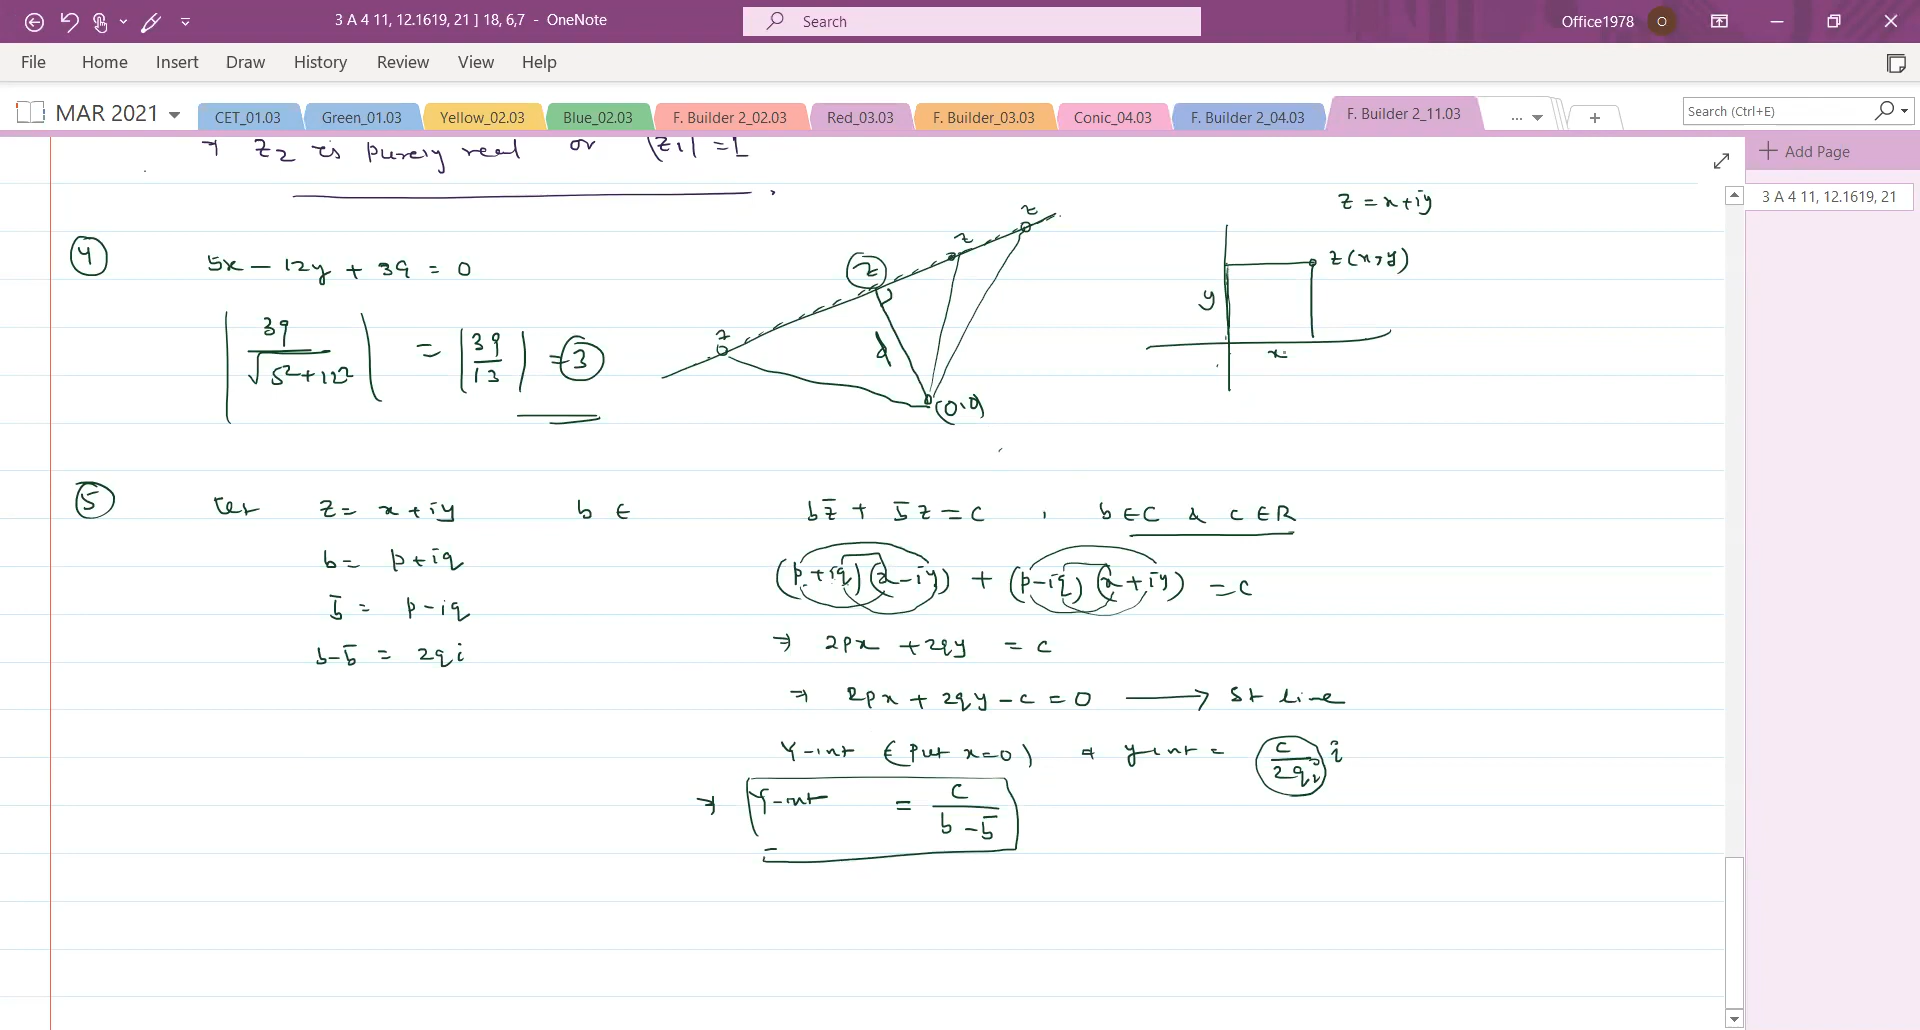 3 A 4 11, 12.1619, 21 ] 18, 6,7 - OneNote
Search
Office1978
O
File Home Insert Draw History Review View Help
MAR 2021
CET_01.03 Green_01.03 Yellow_02.03 Blue_02.03 F. Builder 2_02.03 Red_03.03 F. Builder_03.03 Conic_04.03 F. Builder 2_04.03 F. Builder 2_11.03 ... +
Search (Ctrl+E)
Add Page
3 A 4 11, 12.1619, 21
→ Z2 is purely real or |Z1| = 1
4
5x - 12y + 39 = 0
| 39 / √5²+12² | = | 39 / 13 | = 3
z
z
z
z
d
(0,0)
z = x+iy
z(x,y)
y
x
5
Let z = x + iy b ∈
b = p + iq
b̄ = p - iq
b - b̄ = 2qi
bz̄ + b̄z = c , b ∈ C & c ∈ R
(p+iq)(x-iy) + (p-iq)(x+iy) = c
⇒ 2px + 2qy = c
⇒ 2px + 2qy - c = 0 → St line
Y-int (Put x=0) y int = c / 2qi i
⇒ Y-int = c / b - b̄